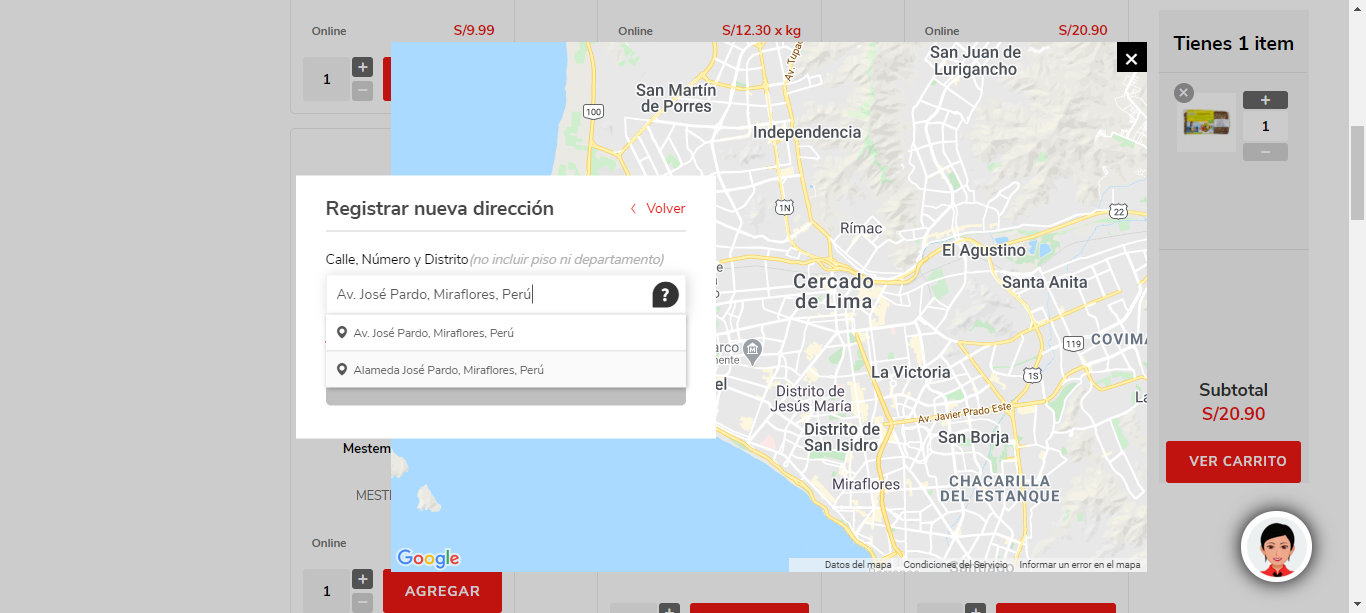 Online
S/9.99
Online
S/12.30 x kg
Online
S/20.90
1
+
−
Tienes 1 item
+
1
−
San Juan de
Lurigancho
Av. Tupac
San Martín
de Porres
100
Independencia
1N
22
Rímac
El Agustino
Santa Anita
Cercado
de Lima
119
COVIMA
La Victoria
1S
Distrito de
Jesús María
Av. Javier Prado Este
Distrito de
San Isidro
San Borja
Miraflores
CHACARILLA
DEL ESTANQUE
Registrar nueva dirección
Volver
Calle, Número y Distrito(no incluir piso ni departamento)
Av. José Pardo, Miraflores, Perú
?
Av. José Pardo, Miraflores, Perú
Alameda José Pardo, Miraflores, Perú
Subtotal
S/20.90
VER CARRITO
Mestem
MESTE
Online
1
+
−
AGREGAR
Google
Datos del mapa
Condiciones del Servicio
Informar un error en el mapa
+
+